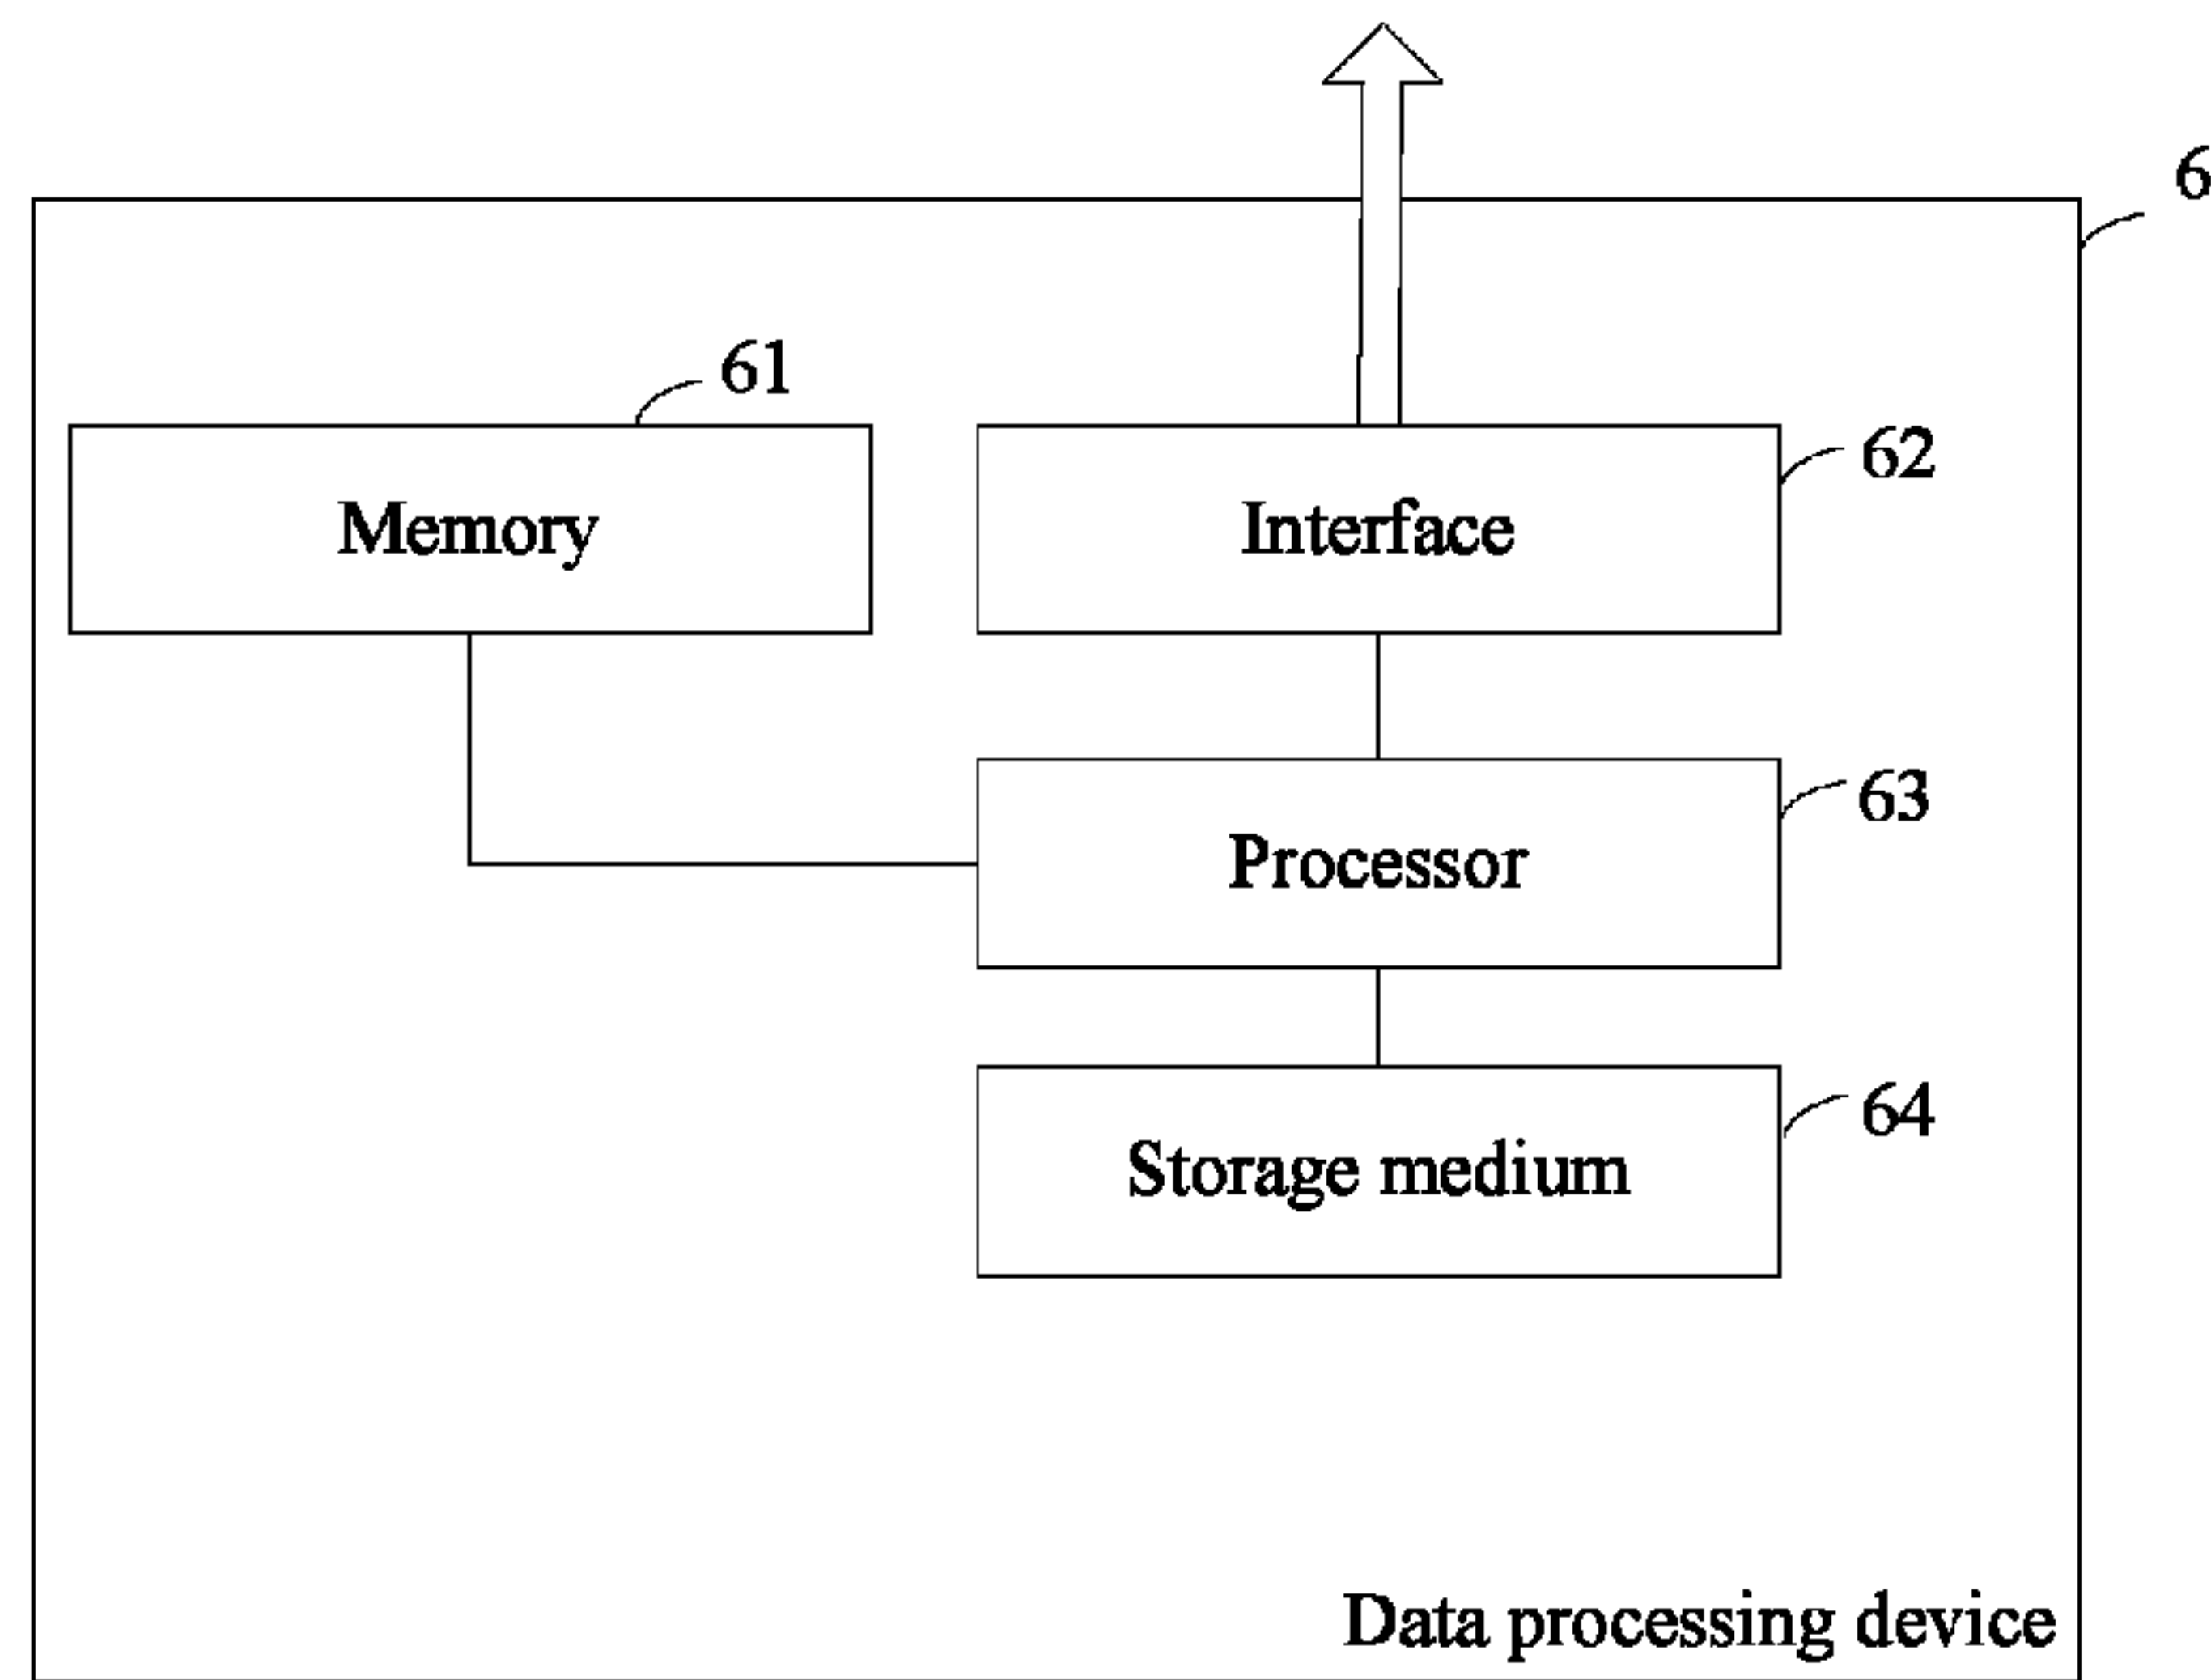 6
61
62
Memory
Interface
63
Processor
64
Storage medium
Data processing device